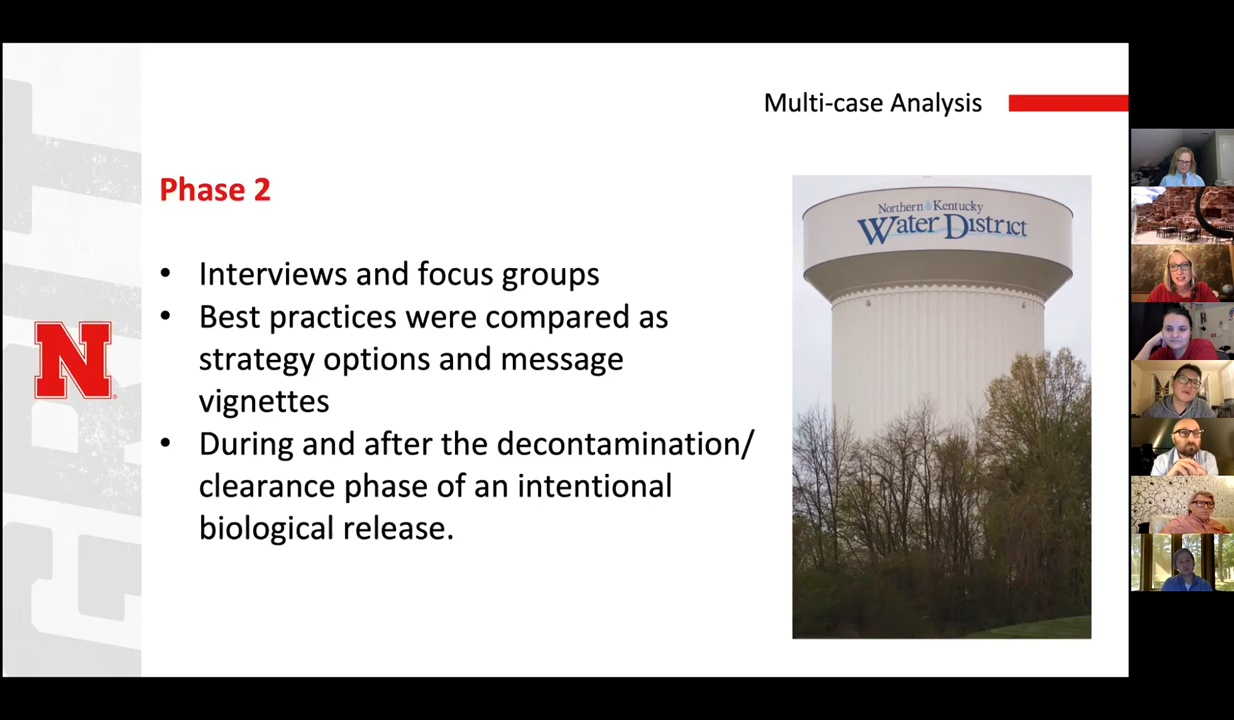 Multi-case Analysis
Phase 2
• Interviews and focus groups
• Best practices were compared as
strategy options and message
vignettes
• During and after the decontamination/
clearance phase of an intentional
biological release.
Northern Kentucky
Water District
N